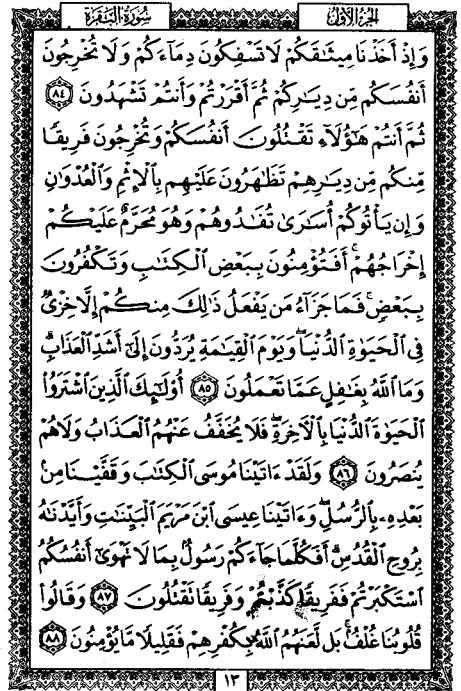 الجزء الأول
سورة البقرة
وَإِذْ أَخَذْنَا مِيثَٰقَكُمْ لَا تَسْفِكُونَ دِمَآءَكُمْ وَلَا تُخْرِجُونَ
أَنفُسَكُم مِّن دِيَٰرِكُمْ ثُمَّ أَقْرَرْتُمْ وَأَنتُمْ تَشْهَدُونَ ٨٤
ثُمَّ أَنتُمْ هَٰٓؤُلَآءِ تَقْتُلُونَ أَنفُسَكُمْ وَتُخْرِجُونَ فَرِيقًا
مِّنكُم مِّن دِيَٰرِهِمْ تَظَٰهَرُونَ عَلَيْهِم بِٱلْإِثْمِ وَٱلْعُدْوَٰنِ
وَإِن يَأْتُوكُمْ أُسَٰرَىٰ تُفَٰدُوهُمْ وَهُوَ مُحَرَّمٌ عَلَيْكُمْ
إِخْرَاجُهُمْ ۚ أَفَتُؤْمِنُونَ بِبَعْضِ ٱلْكِتَٰبِ وَتَكْفُرُونَ
بِبَعْضٍ ۚ فَمَا جَزَآءُ مَن يَفْعَلُ ذَٰلِكَ مِنكُمْ إِلَّا خِزْىٌ
فِى ٱلْحَيَوٰةِ ٱلدُّنْيَا ۖ وَيَوْمَ ٱلْقِيَٰمَةِ يُرَدُّونَ إِلَىٰٓ أَشَدِّ ٱلْعَذَابِ ۗ
وَمَا ٱللَّهُ بِغَٰفِلٍ عَمَّا تَعْمَلُونَ ٨٥ أُو۟لَٰٓئِكَ ٱلَّذِينَ ٱشْتَرَوُا۟
ٱلْحَيَوٰةَ ٱلدُّنْيَا بِٱلْءَاخِرَةِ ۖ فَلَا يُخَفَّفُ عَنْهُمُ ٱلْعَذَابُ وَلَا هُمْ
يُنصَرُونَ ٨٦ وَلَقَدْ ءَاتَيْنَا مُوسَى ٱلْكِتَٰبَ وَقَفَّيْنَا مِنۢ
بَعْدِهِۦ بِٱلرُّسُلِ ۖ وَءَاتَيْنَا عِيسَى ٱبْنَ مَرْيَمَ ٱلْبَيِّنَٰتِ وَأَيَّدْنَٰهُ
بِرُوحِ ٱلْقُدُسِ ۗ أَفَكُلَّمَا جَآءَكُمْ رَسُولٌۢ بِمَا لَا تَهْوَىٰٓ أَنفُسُكُمُ
ٱسْتَكْبَرْتُمْ فَفَرِيقًا كَذَّبْتُمْ وَفَرِيقًا تَقْتُلُونَ ٨٧ وَقَالُوا۟
قُلُوبُنَا غُلْفٌۢ ۚ بَل لَّعَنَهُمُ ٱللَّهُ بِكُفْرِهِمْ فَقَلِيلًا مَّا يُؤْمِنُونَ ٨٨
١٣